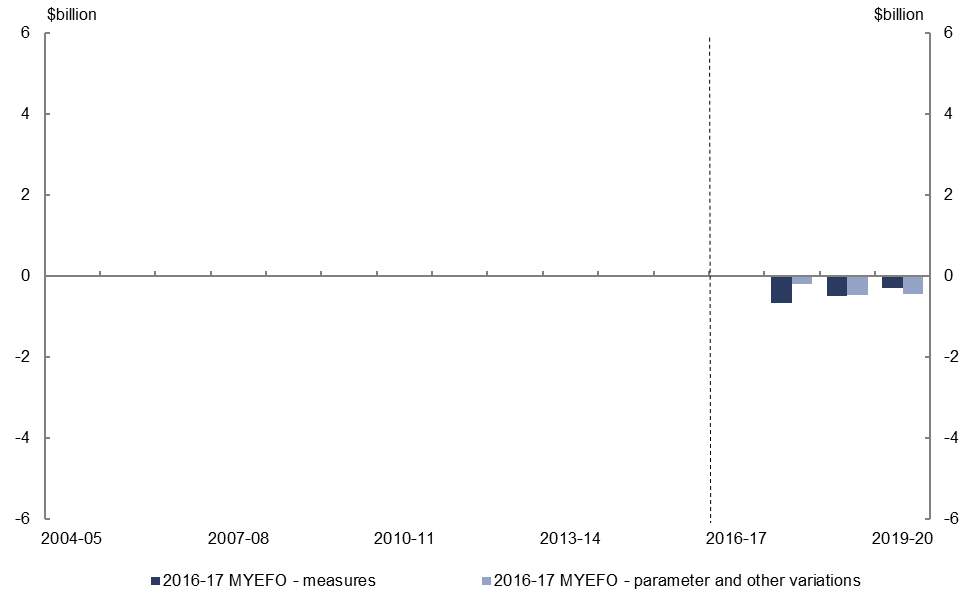 $billion $billion
6 6
4 4
2 2
0 0
-2 -2
-4 -4
-6 -6
2004-05 2007-08 2010-11 2013-14 2016-17 2019-20
2016-17 MYEFO - measures 2016-17 MYEFO - parameter and other variations